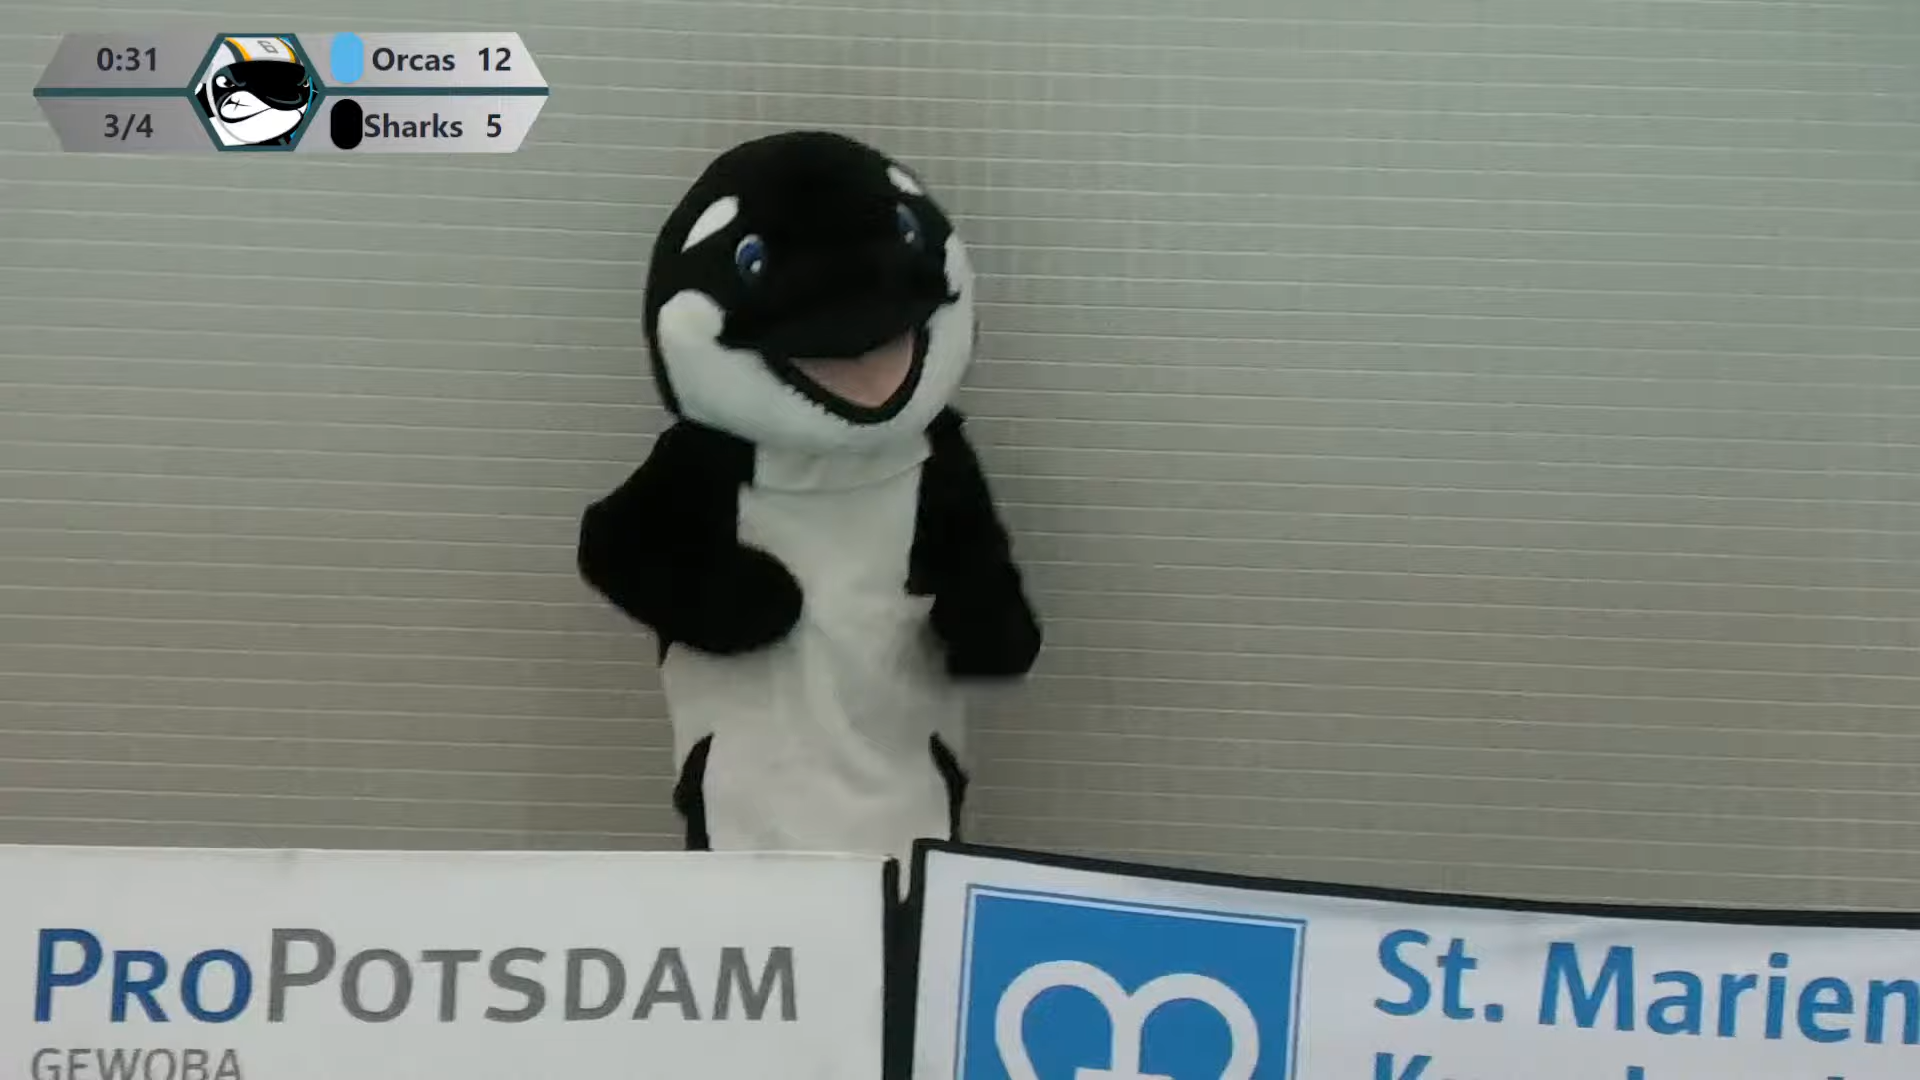 0:31
Orcas 12
3/4
Sharks 5
PROPOTSDAM
GEWOBA
St. Marien